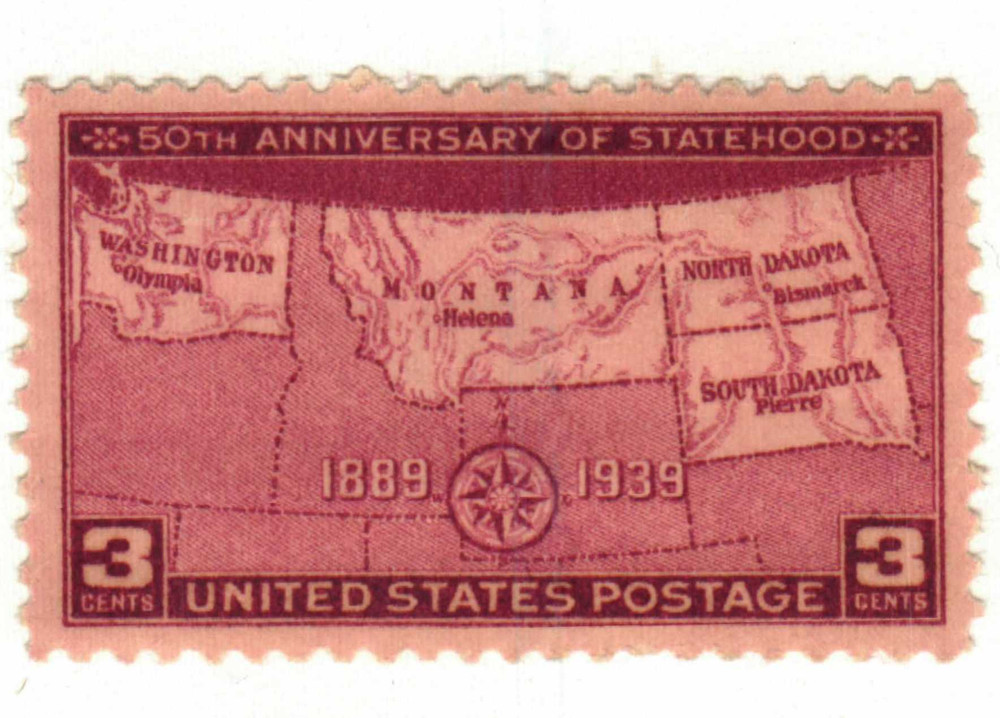 50TH ANNIVERSARY OF STATEHOOD
WASHINGTON
Olympia
MONTANA
Helena
NORTH DAKOTA
Bismarck
SOUTH DAKOTA
Pierre
N
1889 1939
3 CENTS
UNITED STATES POSTAGE
3 CENTS